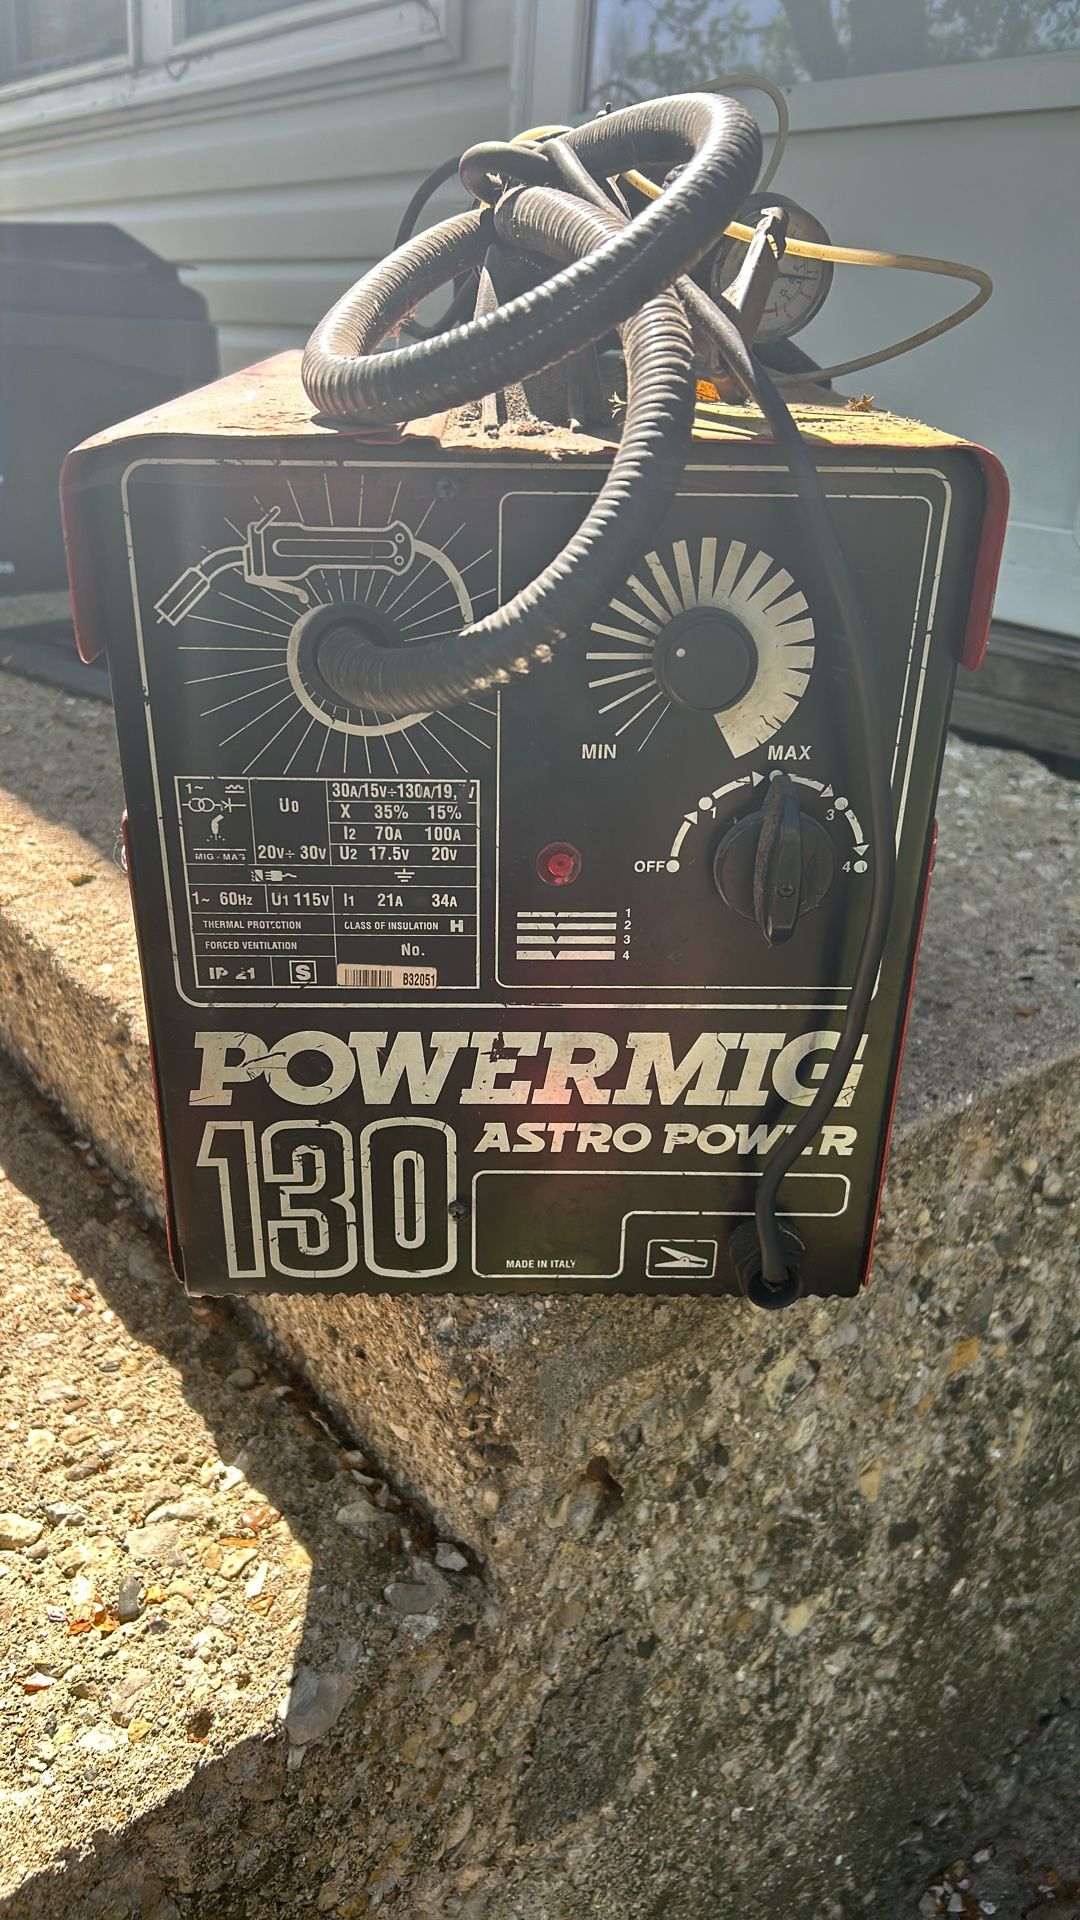 MIN
MAX
1
3
OFF
4
1~
U0
30A/15V÷130A/19,
X 35% 15%
I2 70A 100A
MIG - MAG
20V÷ 30V
U2 17.5V 20V
1~ 60Hz
U1 115V
I1 21A 34A
THERMAL PROTECTION
CLASS OF INSULATION H
FORCED VENTILATION
No.
IP 21
S
B32051
1
2
3
4
POWERMIG
130
ASTRO POWER
MADE IN ITALY